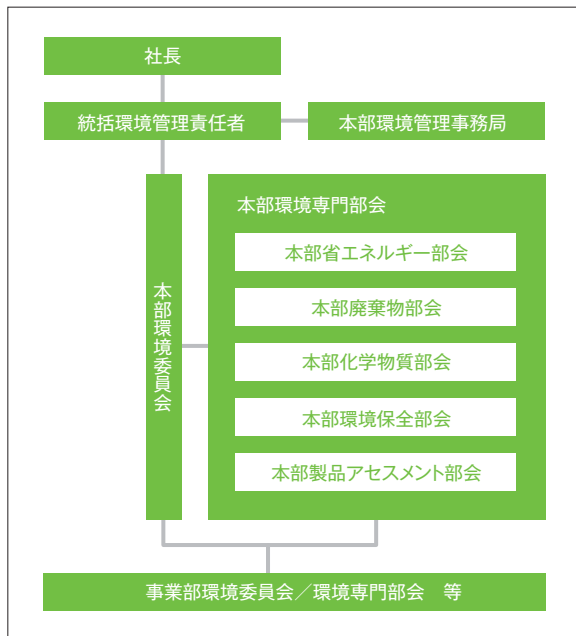 社長
統括環境管理責任者
本部環境管理事務局
本部環境委員会
本部環境専門部会
本部省エネルギー部会
本部廃棄物部会
本部化学物質部会
本部環境保全部会
本部製品アセスメント部会
事業部環境委員会／環境専門部会　等